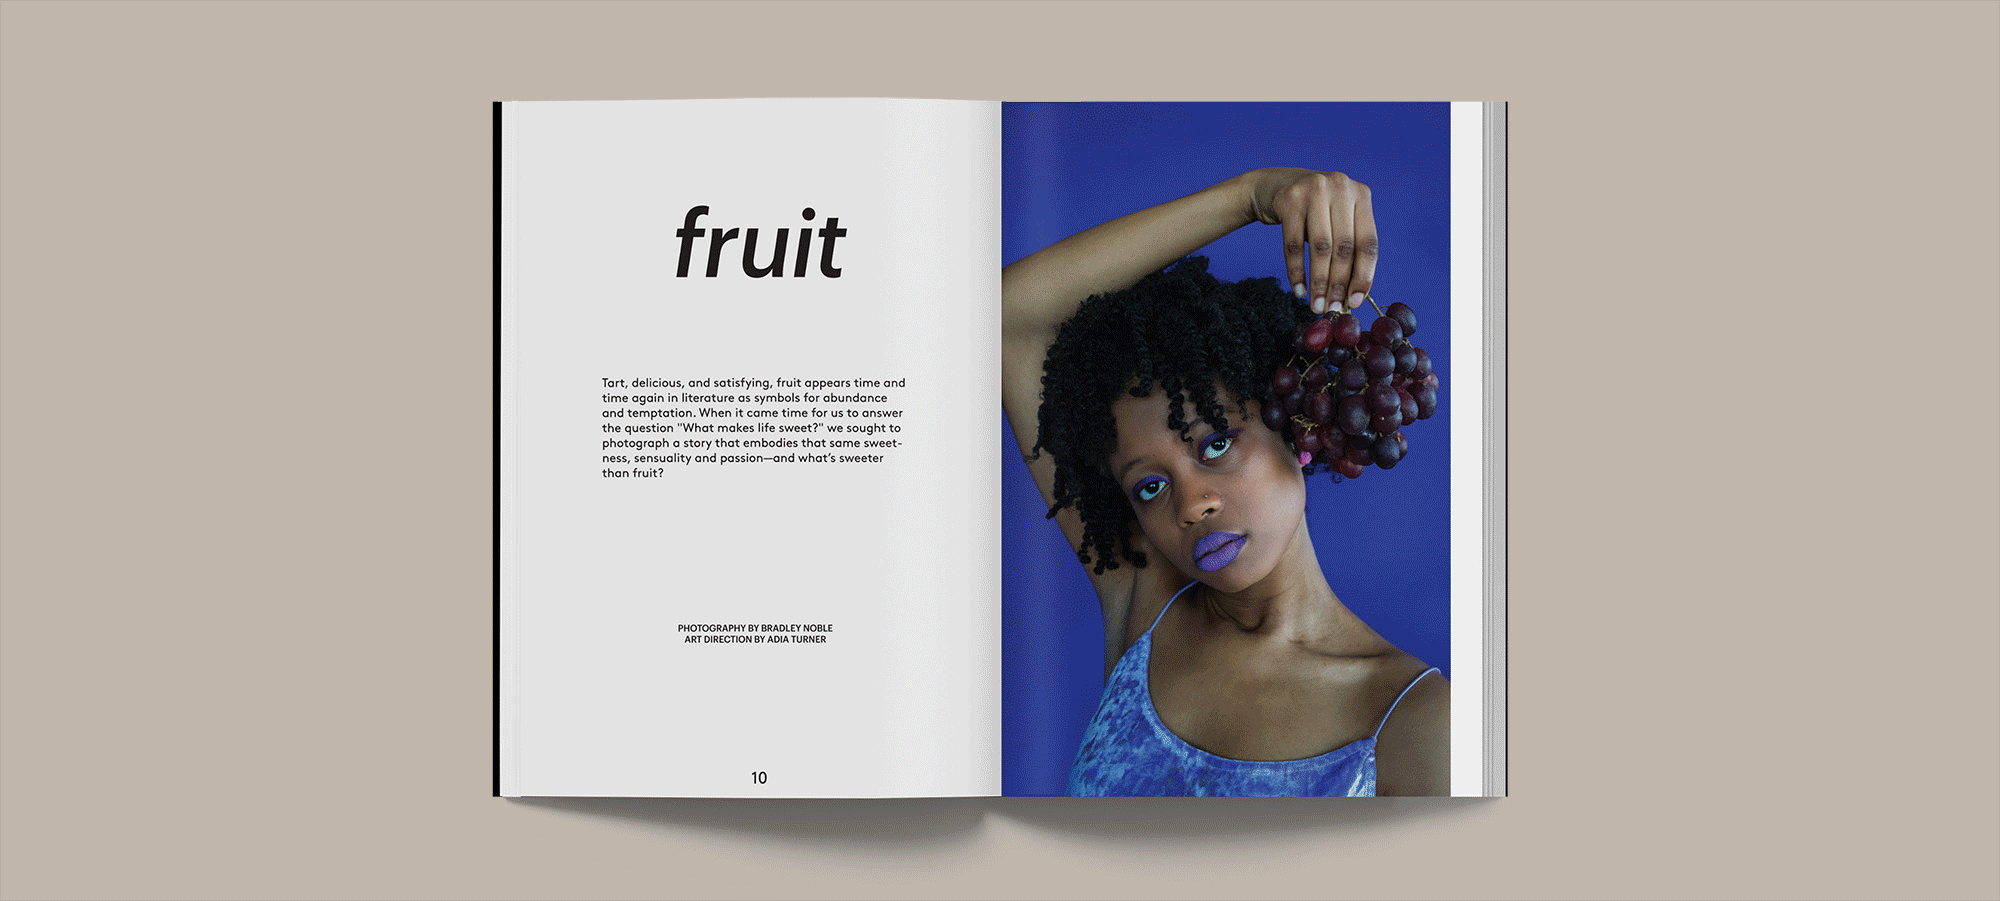 fruit
Tart, delicious, and satisfying, fruit appears time and
time again in literature as symbols for abundance
and temptation. When it came time for us to answer
the question "What makes life sweet?" we sought to
photograph a story that embodies that same sweet-
ness, sensuality and passion—and what’s sweeter
than fruit?
PHOTOGRAPHY BY BRADLEY NOBLE
ART DIRECTION BY ADIA TURNER
10